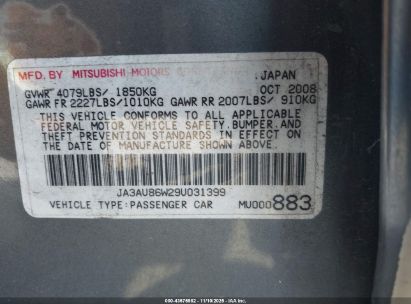 MFD. BY MITSUBISHI MOTORS JAPAN
GVWR 4079LBS/ 1850KG OCT 2008
GAWR FR 2227LBS/1010KG GAWR RR 2007LBS/ 910KG
THIS VEHICLE CONFORMS TO ALL APPLICABLE
FEDERAL MOTOR VEHICLE SAFETY, BUMPER, AND
THEFT PREVENTION STANDARDS IN EFFECT ON
THE DATE OF MANUFACTURE SHOWN ABOVE.
JA3AU86W29U031399
VEHICLE TYPE:PASSENGER CAR MU000883